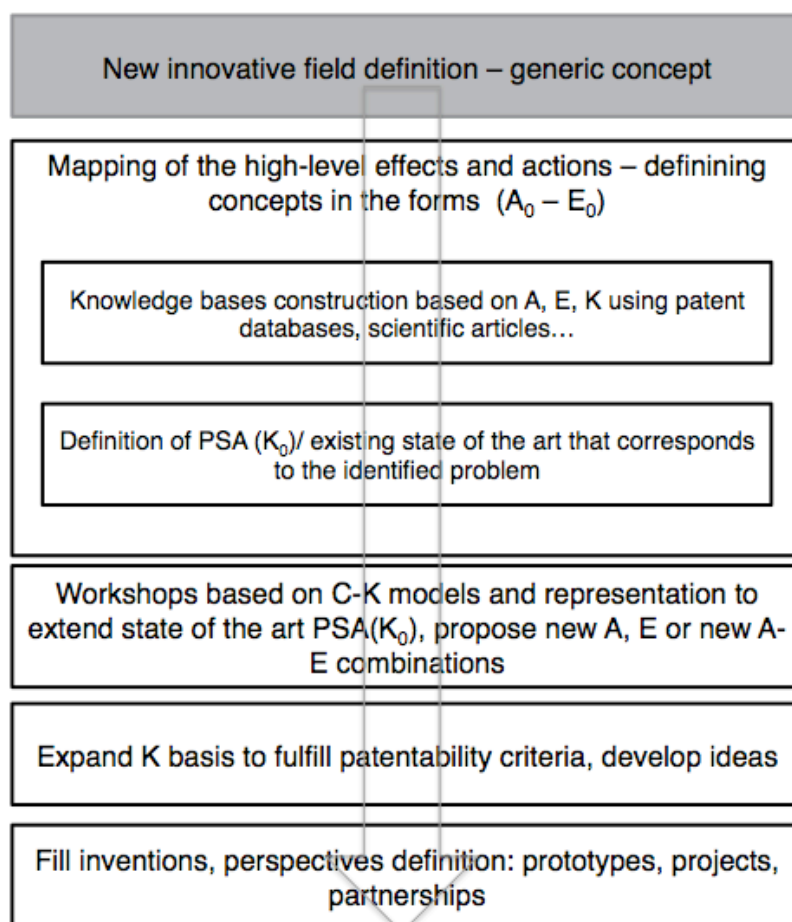 New innovative field definition – generic concept
Mapping of the high-level effects and actions – definining
concepts in the forms (A₀ – E₀)
Knowledge bases construction based on A, E, K using patent
databases, scientific articles…
Definition of PSA (K₀)/ existing state of the art that corresponds
to the identified problem
Workshops based on C-K models and representation to
extend state of the art PSA(K₀), propose new A, E or new A-
E combinations
Expand K basis to fulfill patentability criteria, develop ideas
Fill inventions, perspectives definition: prototypes, projects,
partnerships